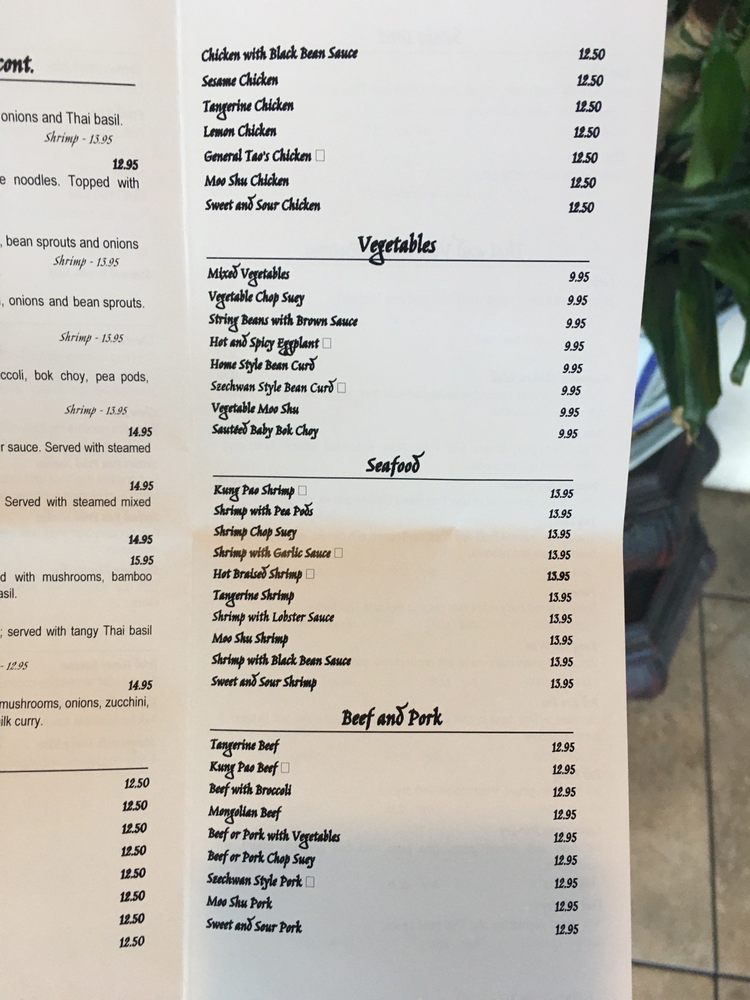 cont.
onions and Thai basil.
Shrimp - 13.95
12.95
e noodles. Topped with
, bean sprouts and onions
Shrimp - 13.95
, onions and bean sprouts.
Shrimp - 13.95
ccoli, bok choy, pea pods,
Shrimp - 13.95
14.95
r sauce. Served with steamed
14.95
Served with steamed mixed
14.95
15.95
d with mushrooms, bamboo
asil.
; served with tangy Thai basil
- 12.95
14.95
mushrooms, onions, zucchini,
ilk curry.
12.50
12.50
12.50
12.50
12.50
12.50
12.50
12.50
Chicken with Black Bean Sauce 12.50
Sesame Chicken 12.50
Tangerine Chicken 12.50
Lemon Chicken 12.50
General Tao's Chicken □ 12.50
Moo Shu Chicken 12.50
Sweet and Sour Chicken 12.50
Vegetables
Mixed Vegetables 9.95
Vegetable Chop Suey 9.95
String Beans with Brown Sauce 9.95
Hot and Spicy Eggplant □ 9.95
Home Style Bean Curd 9.95
Szechwan Style Bean Curd □ 9.95
Vegetable Moo Shu 9.95
Sautéed Baby Bok Choy 9.95
Seafood
Kung Pao Shrimp □ 13.95
Shrimp with Pea Pods 13.95
Shrimp Chop Suey 13.95
Shrimp with Garlic Sauce □ 13.95
Hot Braised Shrimp □ 13.95
Tangerine Shrimp 13.95
Shrimp with Lobster Sauce 13.95
Moo Shu Shrimp 13.95
Shrimp with Black Bean Sauce 13.95
Sweet and Sour Shrimp 13.95
Beef and Pork
Tangerine Beef 12.95
Kung Pao Beef □ 12.95
Beef with Broccoli 12.95
Mongolian Beef 12.95
Beef or Pork with Vegetables 12.95
Beef or Pork Chop Suey 12.95
Szechwan Style Pork □ 12.95
Moo Shu Pork 12.95
Sweet and Sour Pork 12.95